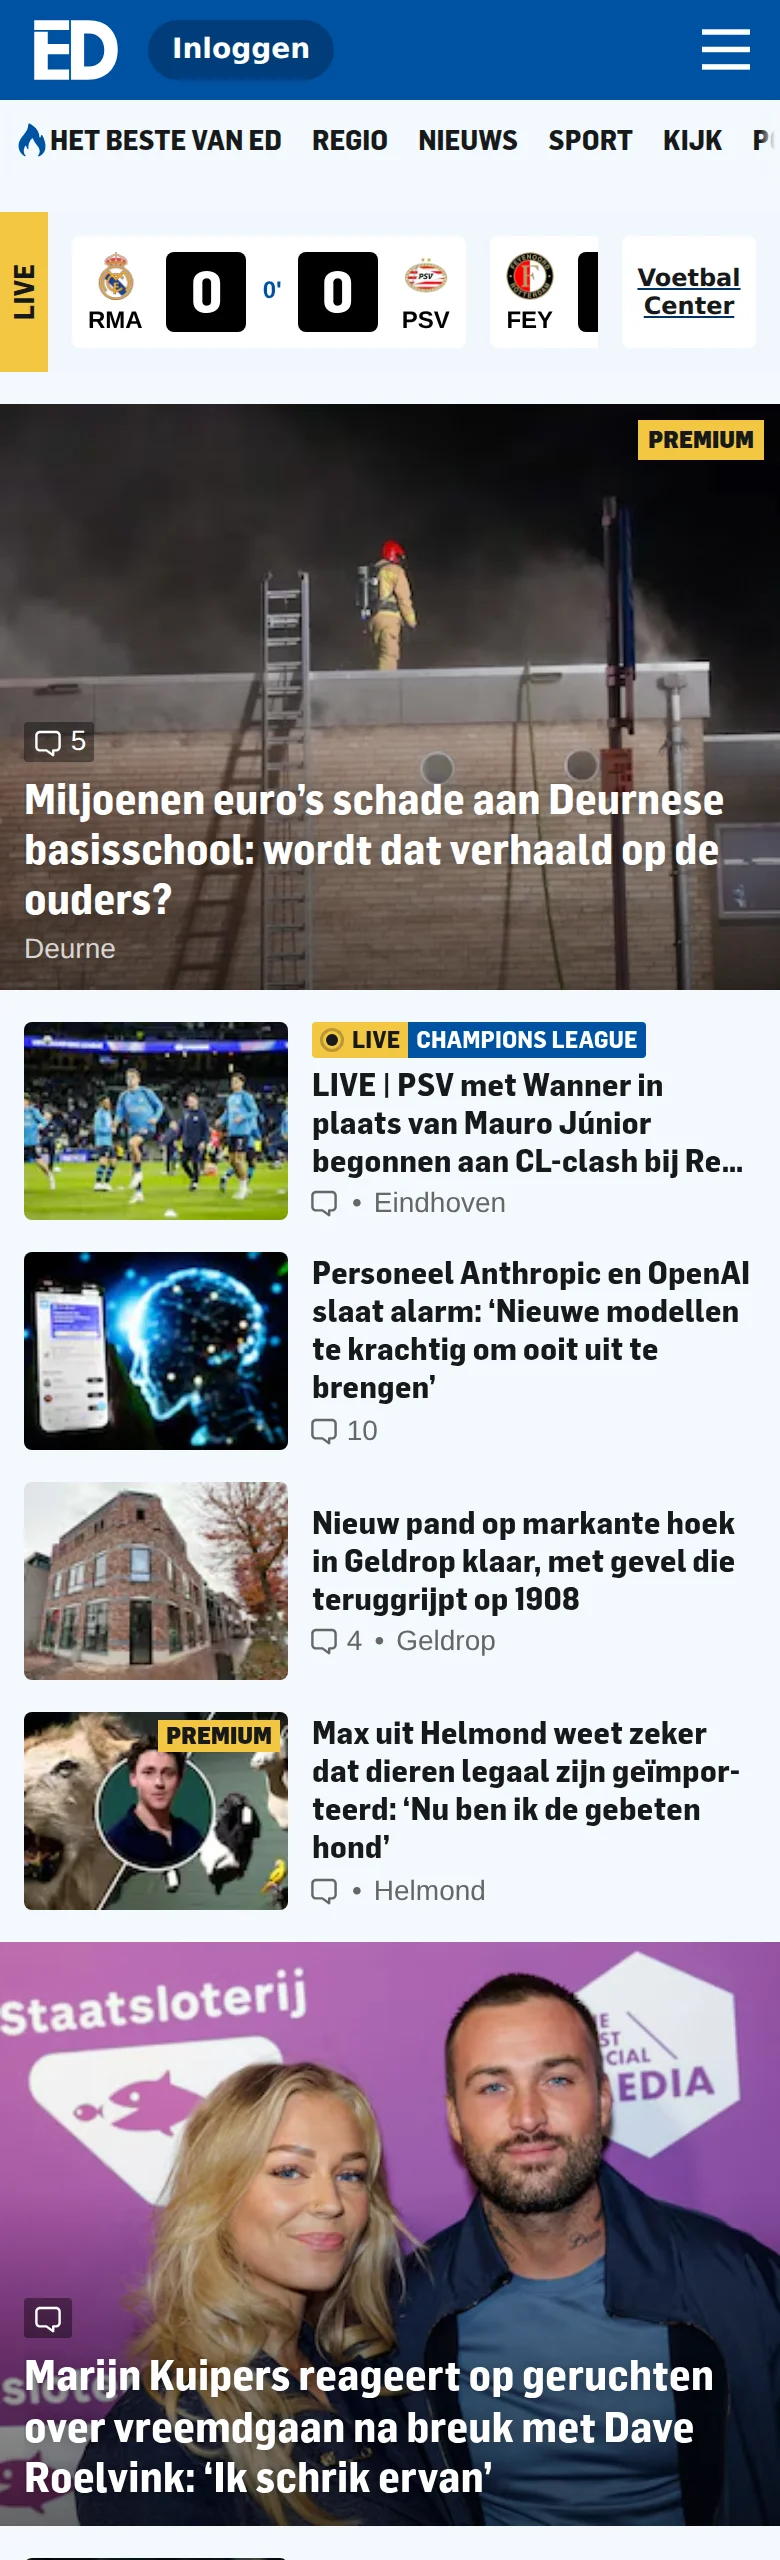 ED
Inloggen
HET BESTE VAN ED REGIO NIEUWS SPORT KIJK
LIVE
RMA 0 0' 0 PSV
PSV
FEY
FEYENOORD
ROTTERDAM
Voetbal
Center
PREMIUM
5
Miljoenen euro’s schade aan Deurnese
basisschool: wordt dat verhaald op de
ouders?
Deurne
LIVE CHAMPIONS LEAGUE
LIVE | PSV met Wanner in
plaats van Mauro Júnior
begonnen aan CL-clash bij Re...
• Eindhoven
Personeel Anthropic en OpenAI
slaat alarm: ‘Nieuwe modellen
te krachtig om ooit uit te
brengen’
10
Nieuw pand op markante hoek
in Geldrop klaar, met gevel die
teruggrijpt op 1908
4 • Geldrop
PREMIUM
Max uit Helmond weet zeker
dat dieren legaal zijn geïmpor-
teerd: ‘Nu ben ik de gebeten
hond’
• Helmond
Staatsloterij
Marijn Kuipers reageert op geruchten
over vreemdgaan na breuk met Dave
Roelvink: ‘Ik schrik ervan’